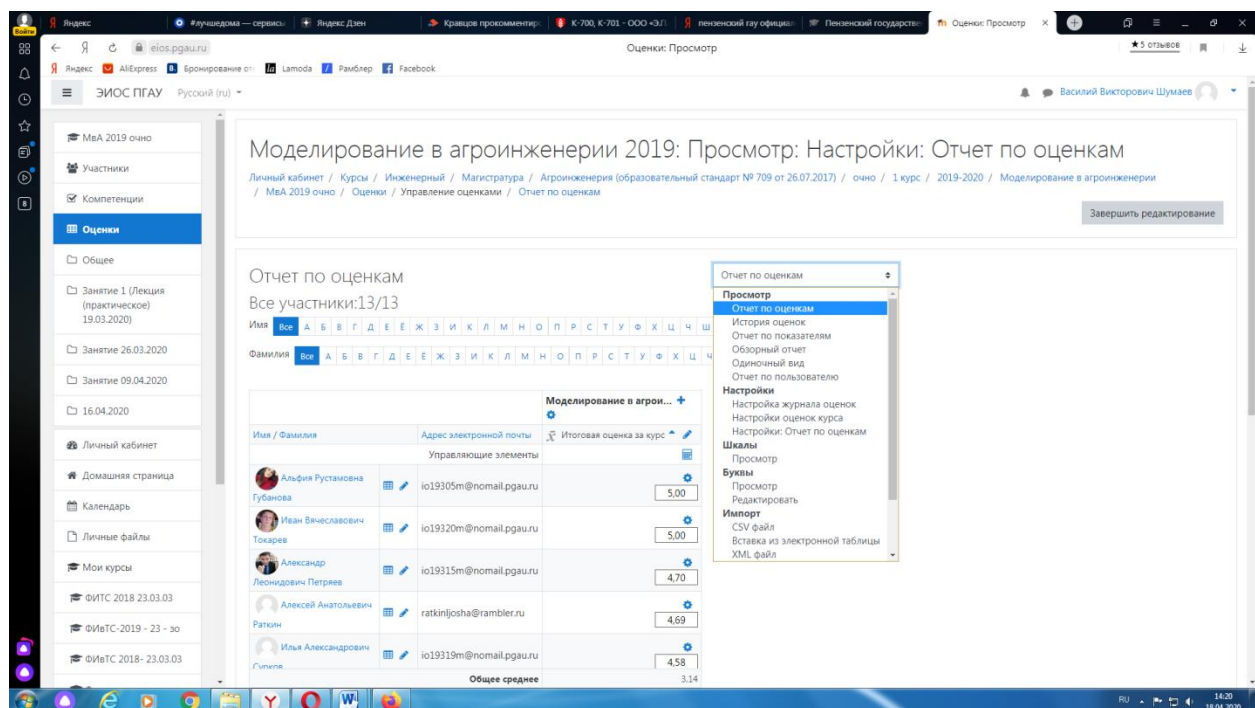 Войти
Яндекс
#лучшедома — сервисы
Яндекс Дзен
Кравцов прокомментиро
К-700, К-701 - ООО «ЭЛ
пензенский гау официал
Пензенский государстве
Оценки: Просмотр
eios.pgau.ru
Оценки: Просмотр
★5 отзывов
Яндекс
AliExpress
Бронирование от
Lamoda
Рамблер
Facebook
ЭИОС ПГАУ Русский (ru)
Василий Викторович Шумаев
МвА 2019 очно
Участники
Компетенции
Оценки
Общее
Занятие 1 (Лекция
(практическое)
19.03.2020)
Занятие 26.03.2020
Занятие 09.04.2020
16.04.2020
Личный кабинет
Домашняя страница
Календарь
Личные файлы
Мои курсы
ФИТС 2018 23.03.03
ФИвТС-2019 - 23 - зо
ФИвТС 2018- 23.03.03
Моделирование в агроинженерии 2019: Просмотр: Настройки: Отчет по оценкам
Личный кабинет / Курсы / Инженерный / Магистратура / Агроинженерия (образовательный стандарт № 709 от 26.07.2017) / очно / 1 курс / 2019-2020 / Моделирование в агроинженерии
/ МвА 2019 очно / Оценки / Управление оценками / Отчет по оценкам
Завершить редактирование
Отчет по оценкам
Все участники:13/13
Имя Все А Б В Г Д Е Ё Ж З И К Л М Н О П Р С Т У Ф Х Ц Ч Ш
Фамилия Все А Б В Г Д Е Ё Ж З И К Л М Н О П Р С Т У Ф Х Ц Ч
Моделирование в агрои...
Имя / Фамилия Адрес электронной почты Итоговая оценка за курс
Управляющие элементы
Альфия Рустамовна
Губанова
io19305m@nomail.pgau.ru
5,00
Иван Вячеславович
Токарев
io19320m@nomail.pgau.ru
5,00
Александр
Леонидович Петряев
io19315m@nomail.pgau.ru
4,70
Алексей Анатольевич
Раткин
ratkinljosha@rambler.ru
4,69
Илья Александрович
Сурков
io19319m@nomail.pgau.ru
4,58
Общее среднее 3,14
Отчет по оценкам
Просмотр
Отчет по оценкам
История оценок
Отчет по показателям
Обзорный отчет
Одиночный вид
Отчет по пользователю
Настройки
Настройка журнала оценок
Настройки оценок курса
Настройки: Отчет по оценкам
Шкалы
Просмотр
Буквы
Просмотр
Редактировать
Импорт
CSV файл
Вставка из электронной таблицы
XML файл
RU
14:20
18.04.2020